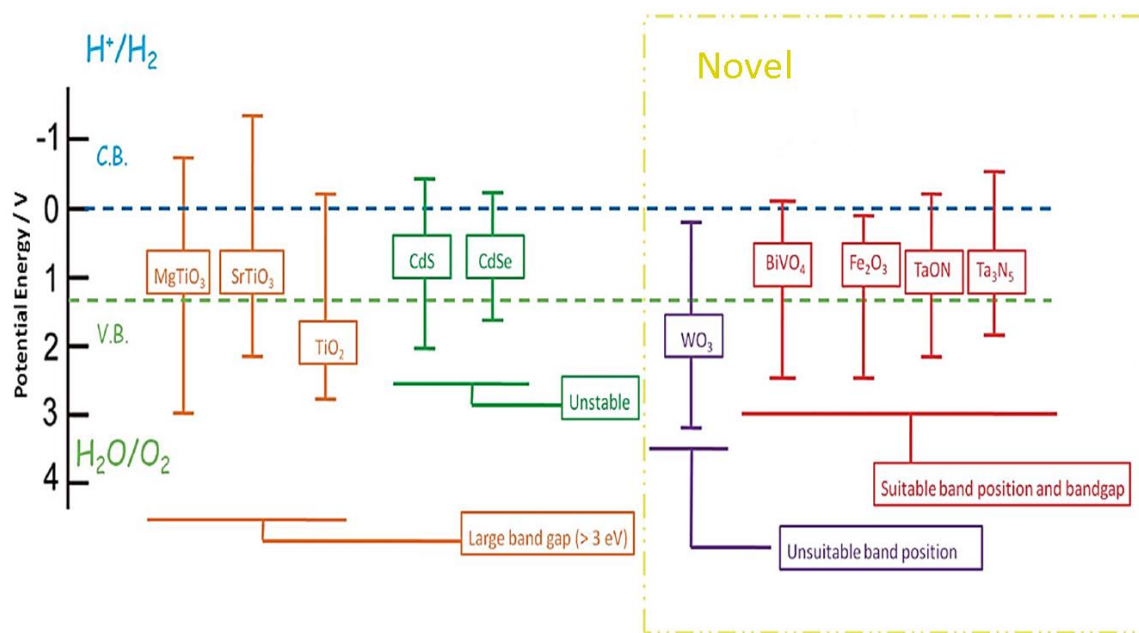 H⁺/H₂
Novel
Potential Energy / V
-1
0
1
2
3
4
C.B.
V.B.
H₂O/O₂
MgTiO₃
SrTiO₃
TiO₂
CdS
CdSe
WO₃
BiVO₄
Fe₂O₃
TaON
Ta₃N₅
Unstable
Suitable band position and bandgap
Large band gap (> 3 eV)
Unsuitable band position